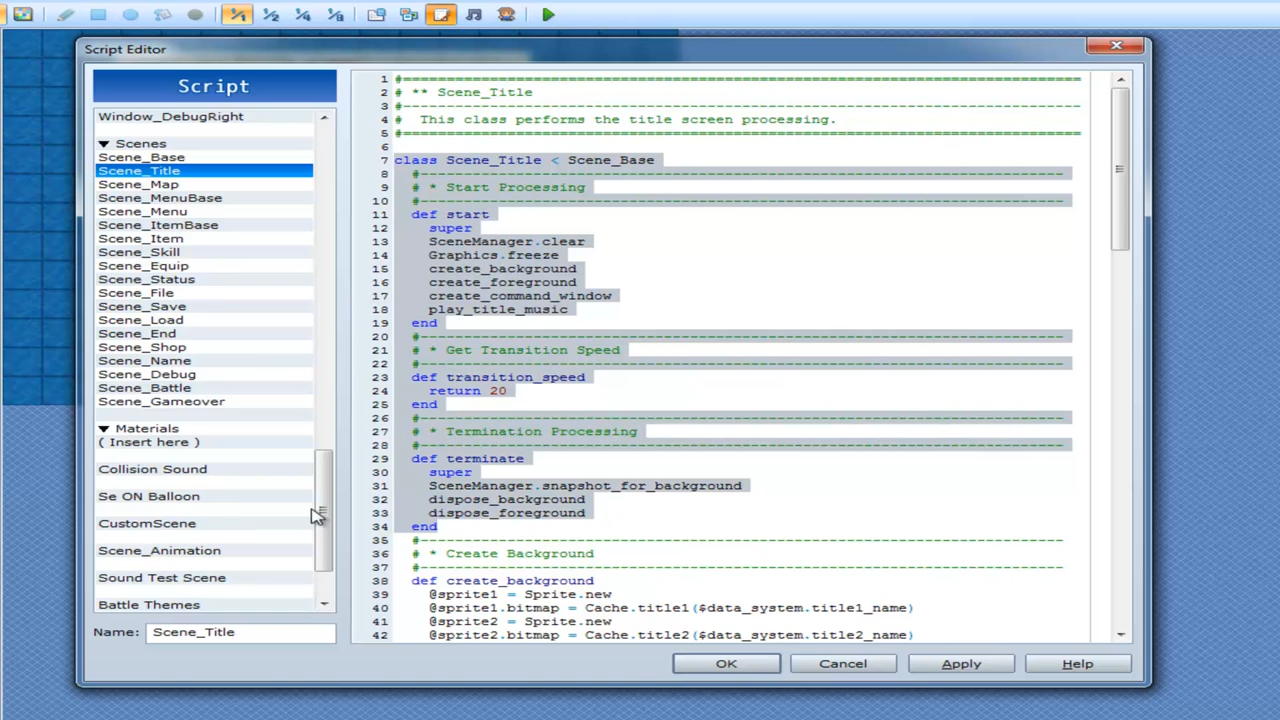 1/1
1/2
1/4
1/8
Script Editor
Script
Window_DebugRight
▼ Scenes
Scene_Base
Scene_Title
Scene_Map
Scene_MenuBase
Scene_Menu
Scene_ItemBase
Scene_Item
Scene_Skill
Scene_Equip
Scene_Status
Scene_File
Scene_Save
Scene_Load
Scene_End
Scene_Shop
Scene_Name
Scene_Debug
Scene_Battle
Scene_Gameover
▼ Materials
( Insert here )
Collision Sound
Se ON Balloon
CustomScene
Scene_Animation
Sound Test Scene
Battle Themes
Name: Scene_Title
1 #==============================================================================
2 # ** Scene_Title
3 #------------------------------------------------------------------------------
4 #  This class performs the title screen processing.
5 #==============================================================================
6
7 class Scene_Title < Scene_Base
8   #--------------------------------------------------------------------------
9   # * Start Processing
10   #--------------------------------------------------------------------------
11   def start
12     super
13     SceneManager.clear
14     Graphics.freeze
15     create_background
16     create_foreground
17     create_command_window
18     play_title_music
19   end
20   #--------------------------------------------------------------------------
21   # * Get Transition Speed
22   #--------------------------------------------------------------------------
23   def transition_speed
24     return 20
25   end
26   #--------------------------------------------------------------------------
27   # * Termination Processing
28   #--------------------------------------------------------------------------
29   def terminate
30     super
31     SceneManager.snapshot_for_background
32     dispose_background
33     dispose_foreground
34   end
35   #--------------------------------------------------------------------------
36   # * Create Background
37   #--------------------------------------------------------------------------
38   def create_background
39     @sprite1 = Sprite.new
40     @sprite1.bitmap = Cache.title1($data_system.title1_name)
41     @sprite2 = Sprite.new
42     @sprite2.bitmap = Cache.title2($data_system.title2_name)
OK
Cancel
Apply
Help